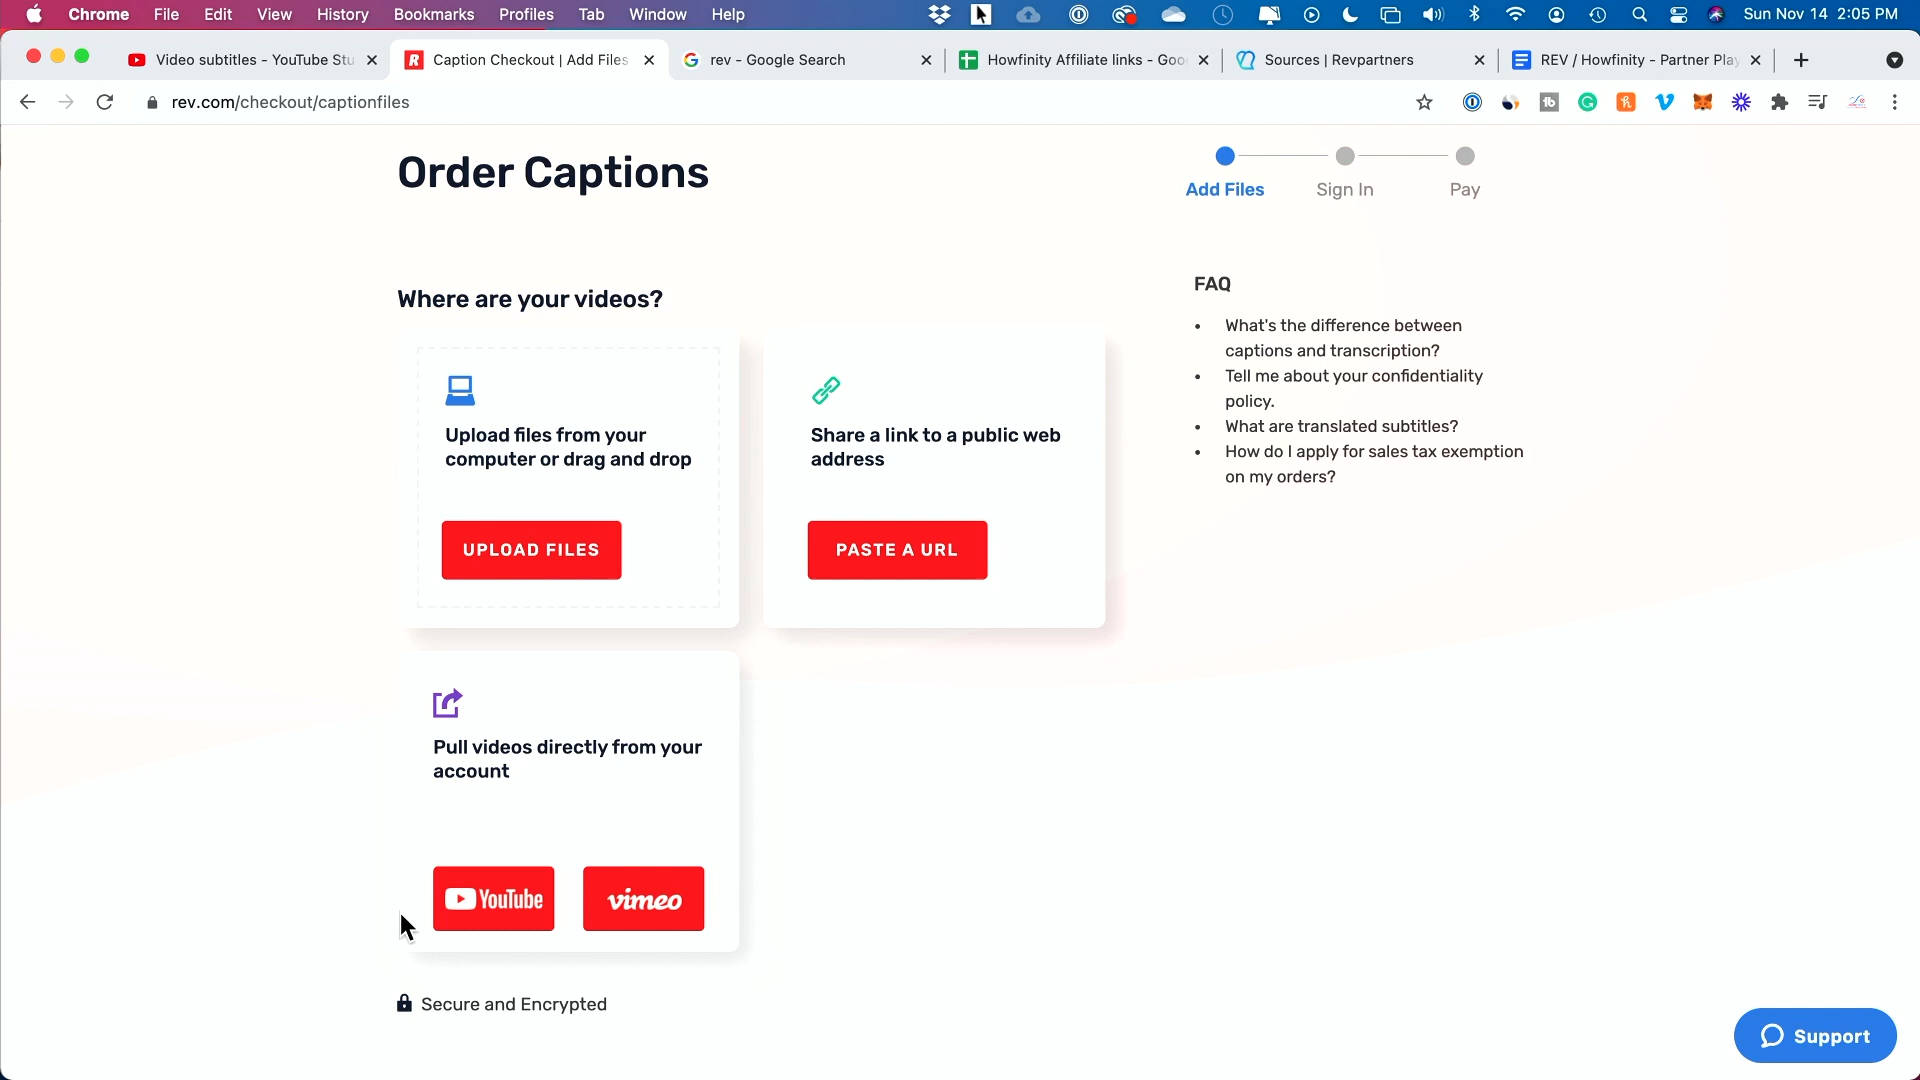 Chrome File Edit View History Bookmarks Profiles Tab Window Help Sun Nov 14 2:05 PM
Video subtitles - YouTube Stu
Caption Checkout | Add Files
rev - Google Search
Howfinity Affiliate links - Goo
Sources | Revpartners
REV / Howfinity - Partner Play
rev.com/checkout/captionfiles
Order Captions
Add Files Sign In Pay
Where are your videos?
Upload files from your
computer or drag and drop
UPLOAD FILES
Share a link to a public web
address
PASTE A URL
Pull videos directly from your
account
YouTube
vimeo
Secure and Encrypted
FAQ
• What's the difference between
captions and transcription?
• Tell me about your confidentiality
policy.
• What are translated subtitles?
• How do I apply for sales tax exemption
on my orders?
Support